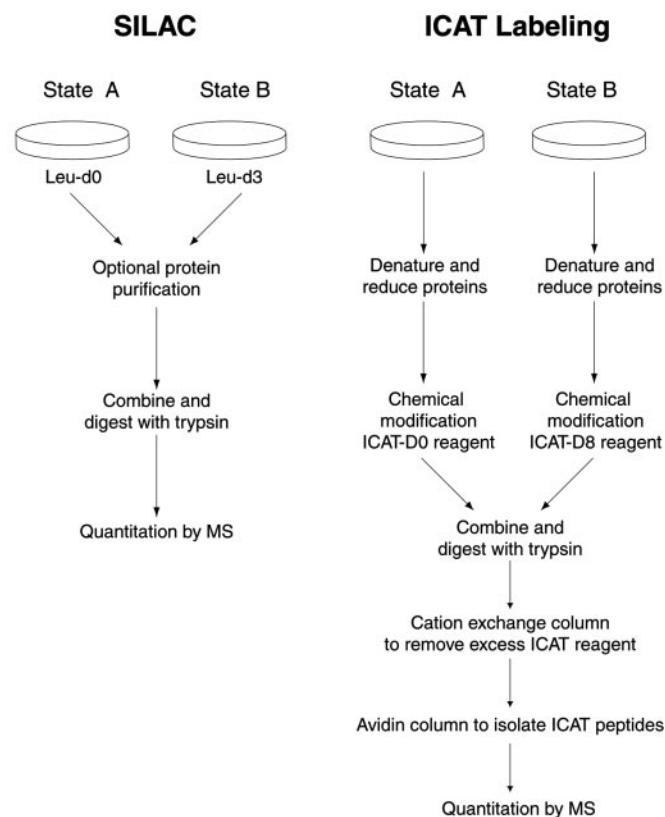 SILAC
State A
State B
Leu-d0
Leu-d3
Optional protein
purification
Combine and
digest with trypsin
Quantitation by MS
ICAT Labeling
State A
State B
Denature and
reduce proteins
Denature and
reduce proteins
Chemical
modification
ICAT-D0 reagent
Chemical
modification
ICAT-D8 reagent
Combine and
digest with trypsin
Cation exchange column
to remove excess ICAT reagent
Avidin column to isolate ICAT peptides
Quantitation by MS